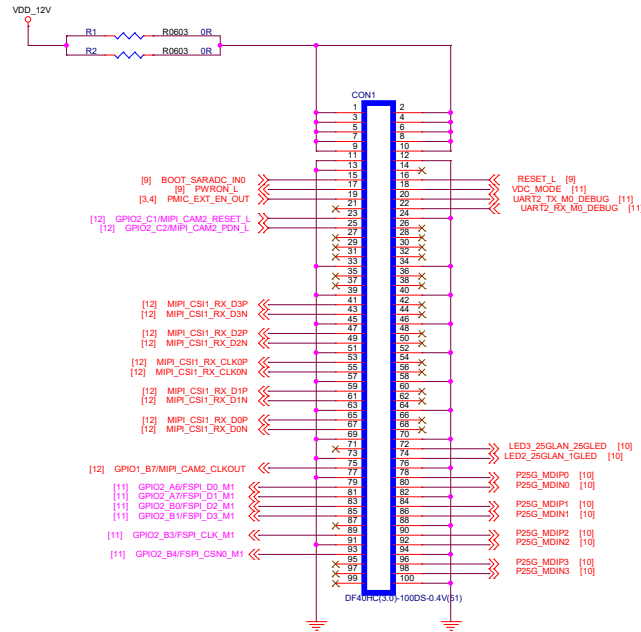 VDD_12V
R1 R0603 0R
R2 R0603 0R
CON1
1 2
3 4
5 6
7 8
9 10
11 12
13 14
[9] BOOT_SARADC_IN0 15 16 RESET_L [9]
[9] PWRON_L 17 18 VDC_MODE [11]
[3,4] PMIC_EXT_EN_OUT 19 20 UART2_TX_M0_DEBUG [11]
21 22 UART2_RX_M0_DEBUG [11
[12] GPIO2_C1/MIPI_CAM2_RESET_L 23 24
[12] GPIO2_C2/MIPI_CAM2_PDN_L 25 26
27 28
29 30
31 32
33 34
35 36
37 38
39 40
[12] MIPI_CSI1_RX_D3P 41 42
[12] MIPI_CSI1_RX_D3N 43 44
45 46
[12] MIPI_CSI1_RX_D2P 47 48
[12] MIPI_CSI1_RX_D2N 49 50
51 52
[12] MIPI_CSI1_RX_CLK0P 53 54
[12] MIPI_CSI1_RX_CLK0N 55 56
57 58
[12] MIPI_CSI1_RX_D1P 59 60
[12] MIPI_CSI1_RX_D1N 61 62
63 64
[12] MIPI_CSI1_RX_D0P 65 66
[12] MIPI_CSI1_RX_D0N 67 68
69 70
71 72 LED3_25GLAN_25GLED [10]
73 74 LED2_25GLAN_1GLED [10]
[12] GPIO1_B7/MIPI_CAM2_CLKOUT 75 76
77 78 P25G_MDIP0 [10]
[11] GPIO2_A6/FSPI_D0_M1 79 80 P25G_MDIN0 [10]
[11] GPIO2_A7/FSPI_D1_M1 81 82
[11] GPIO2_B0/FSPI_D2_M1 83 84 P25G_MDIP1 [10]
[11] GPIO2_B1/FSPI_D3_M1 85 86 P25G_MDIN1 [10]
87 88
[11] GPIO2_B3/FSPI_CLK_M1 89 90 P25G_MDIP2 [10]
91 92 P25G_MDIN2 [10]
[11] GPIO2_B4/FSPI_CSN0_M1 93 94
95 96 P25G_MDIP3 [10]
97 98 P25G_MDIN3 [10]
99 100
DF40HC(3.0)-100DS-0.4V(51)